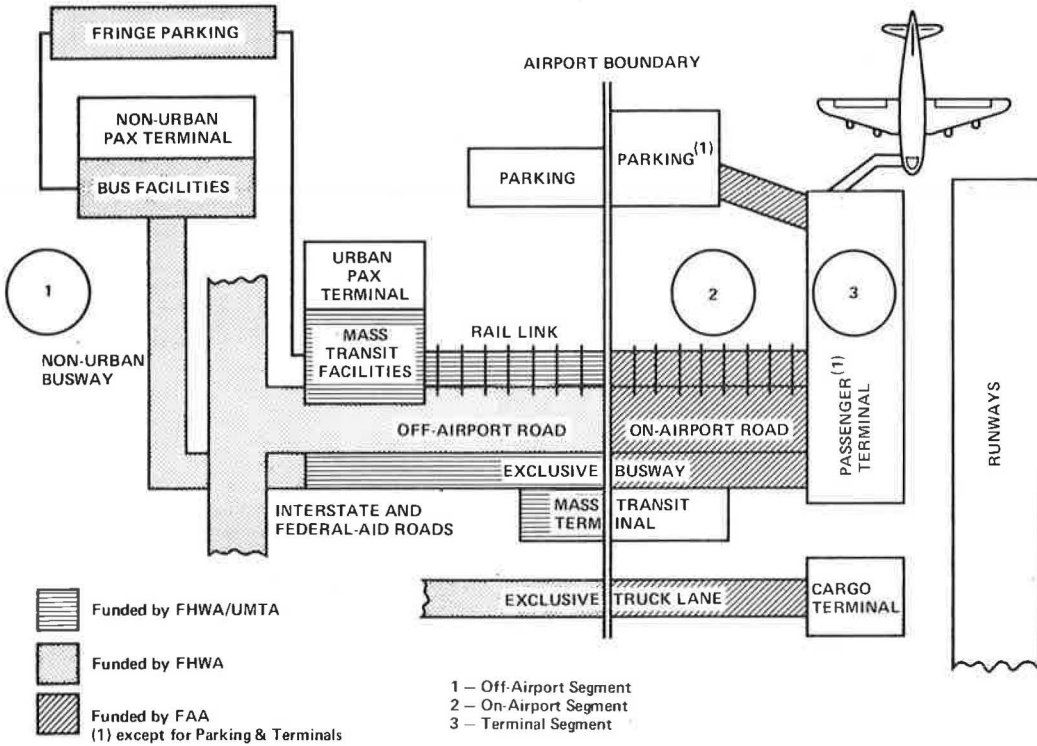 FRINGE PARKING
AIRPORT BOUNDARY
NON-URBAN
PAX TERMINAL
BUS FACILITIES
PARKING
PARKING(1)
1
URBAN
PAX
TERMINAL
MASS
TRANSIT
FACILITIES
RAIL LINK
2
3
NON-URBAN
BUSWAY
OFF-AIRPORT ROAD
ON-AIRPORT ROAD
PASSENGER(1)
TERMINAL
RUNWAYS
EXCLUSIVE BUSWAY
INTERSTATE AND
FEDERAL-AID ROADS
MASS TRANSIT
TERMINAL
EXCLUSIVE TRUCK LANE
CARGO
TERMINAL
Funded by FHWA/UMTA
Funded by FHWA
Funded by FAA
(1) except for Parking & Terminals
1 — Off-Airport Segment
2 — On-Airport Segment
3 — Terminal Segment